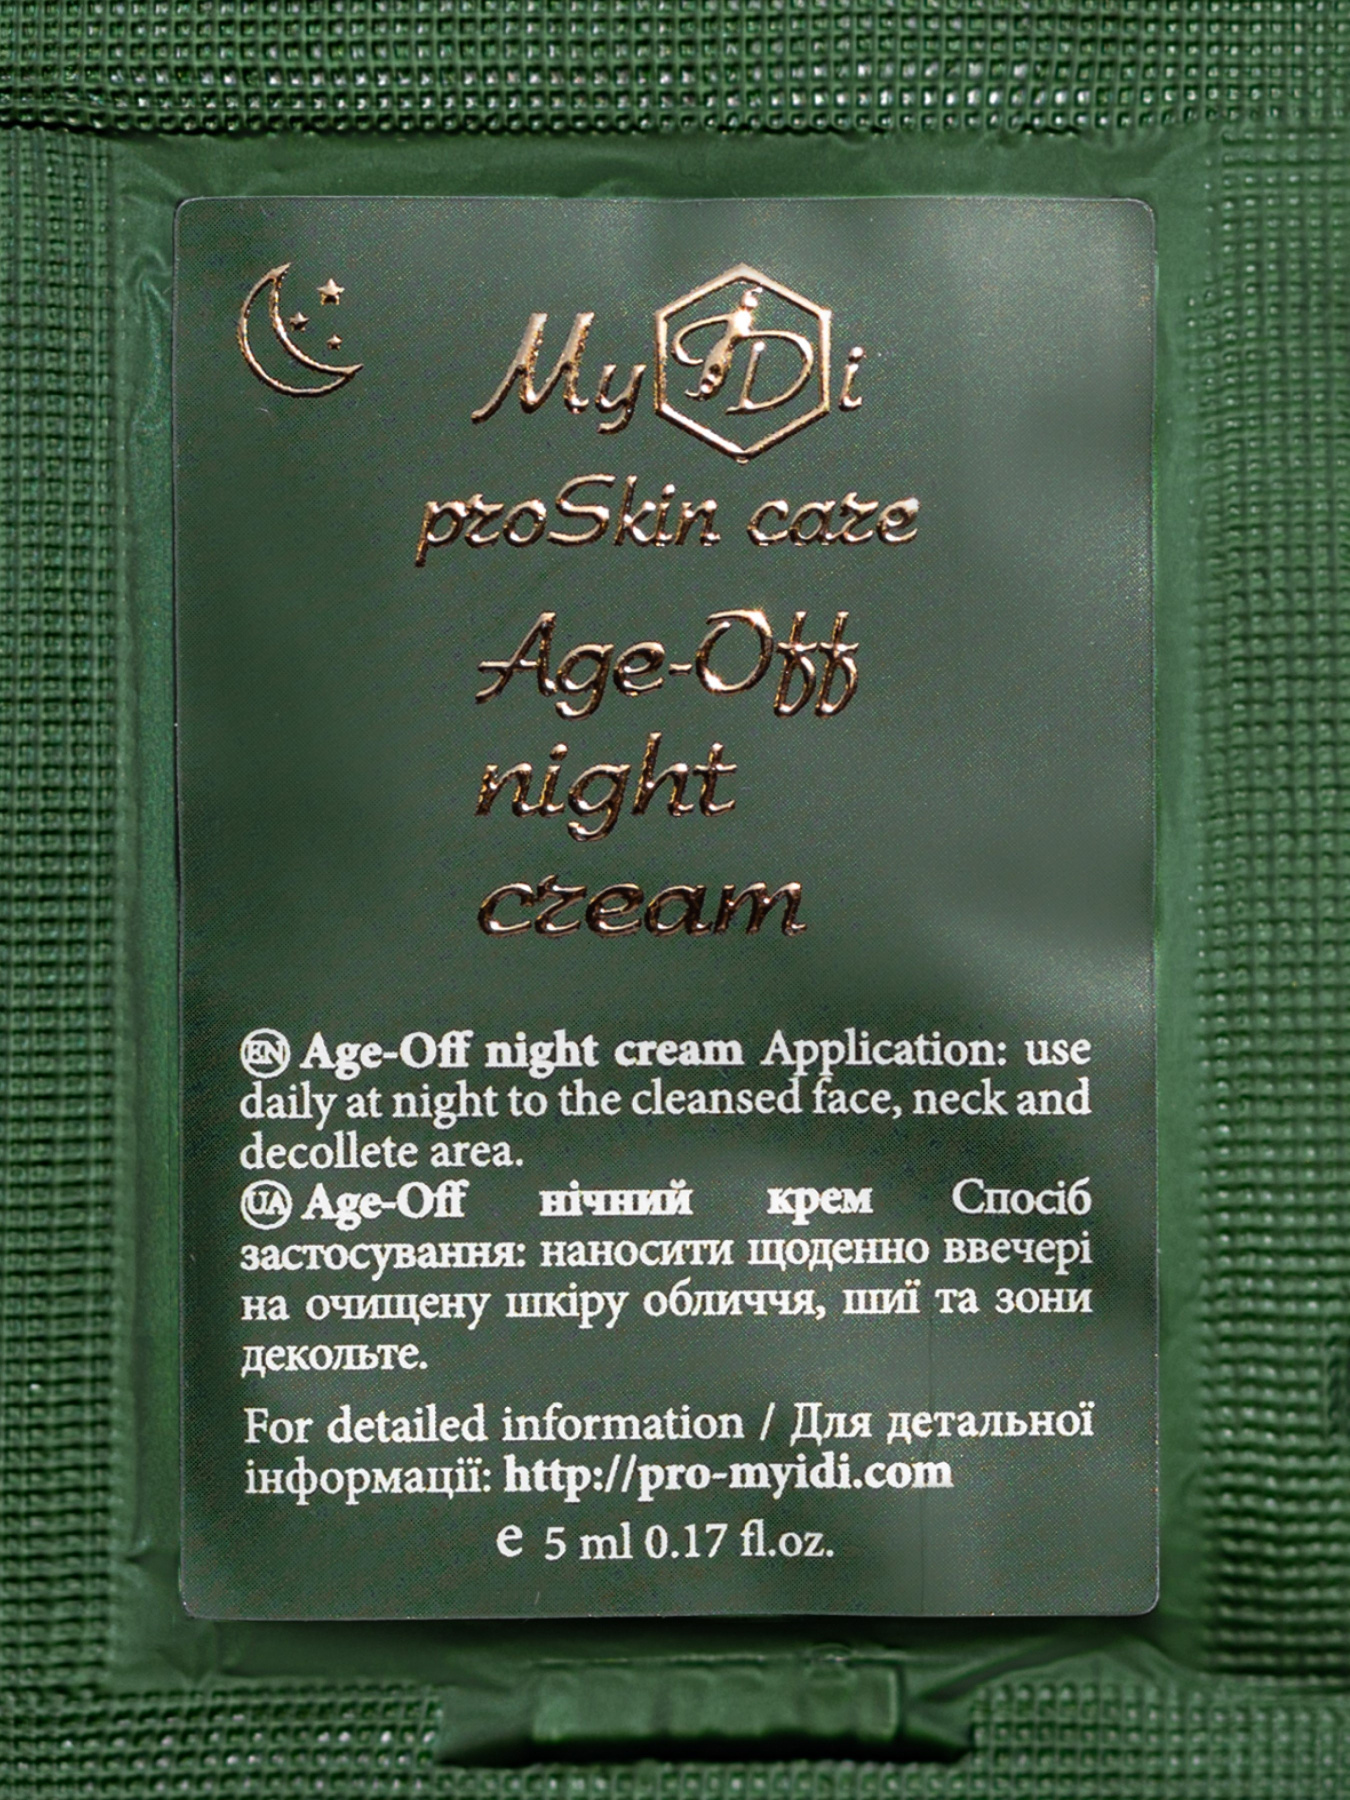 MyIDi
proSkin care
Age-Off
night
cream
EN Age-Off night cream Application: use
daily at night to the cleansed face, neck and
decollete area.
UA Age-Off нічний крем Спосіб
застосування: наносити щоденно ввечері
на очищену шкіру обличчя, шиї та зони
декольте.
For detailed information / Для детальної
інформації: http://pro-myidi.com
e 5 ml 0.17 fl.oz.